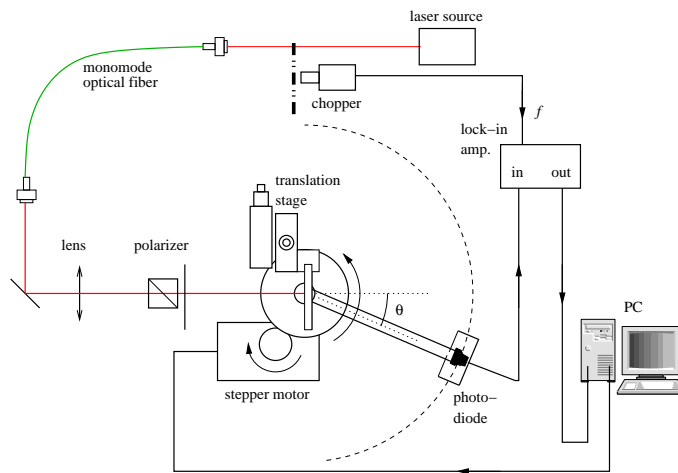 laser source
monomode
optical fiber
chopper
f
lock−in
amp.
in out
translation
stage
lens
polarizer
θ
PC
stepper motor
photo−
diode